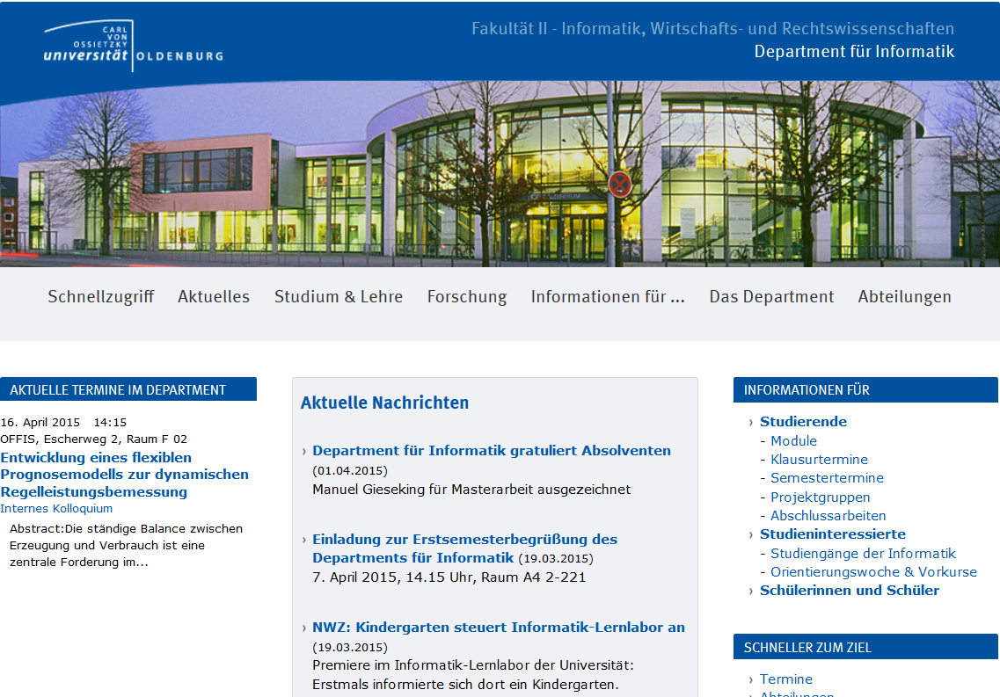 CARL
VON
OSSIETZKY
universität OLDENBURG
Fakultät II - Informatik, Wirtschafts- und Rechtswissenschaften
Department für Informatik
Schnellzugriff Aktuelles Studium & Lehre Forschung Informationen für ... Das Department Abteilungen
AKTUELLE TERMINE IM DEPARTMENT
16. April 2015 14:15
OFFIS, Escherweg 2, Raum F 02
Entwicklung eines flexiblen
Prognosemodells zur dynamischen
Regelleistungsbemessung
Internes Kolloquium
Abstract:Die ständige Balance zwischen
Erzeugung und Verbrauch ist eine
zentrale Forderung im...
Aktuelle Nachrichten
› Department für Informatik gratuliert Absolventen
(01.04.2015)
Manuel Gieseking für Masterarbeit ausgezeichnet
› Einladung zur Erstsemesterbegrüßung des
Departments für Informatik (19.03.2015)
7. April 2015, 14.15 Uhr, Raum A4 2-221
› NWZ: Kindergarten steuert Informatik-Lernlabor an
(19.03.2015)
Premiere im Informatik-Lernlabor der Universität:
Erstmals informierte sich dort ein Kindergarten.
INFORMATIONEN FÜR
› Studierende
- Module
- Klausurtermine
- Semestertermine
- Projektgruppen
- Abschlussarbeiten
› Studieninteressierte
- Studiengänge der Informatik
- Orientierungswoche & Vorkurse
› Schülerinnen und Schüler
SCHNELLER ZUM ZIEL
› Termine
› Abteilungen